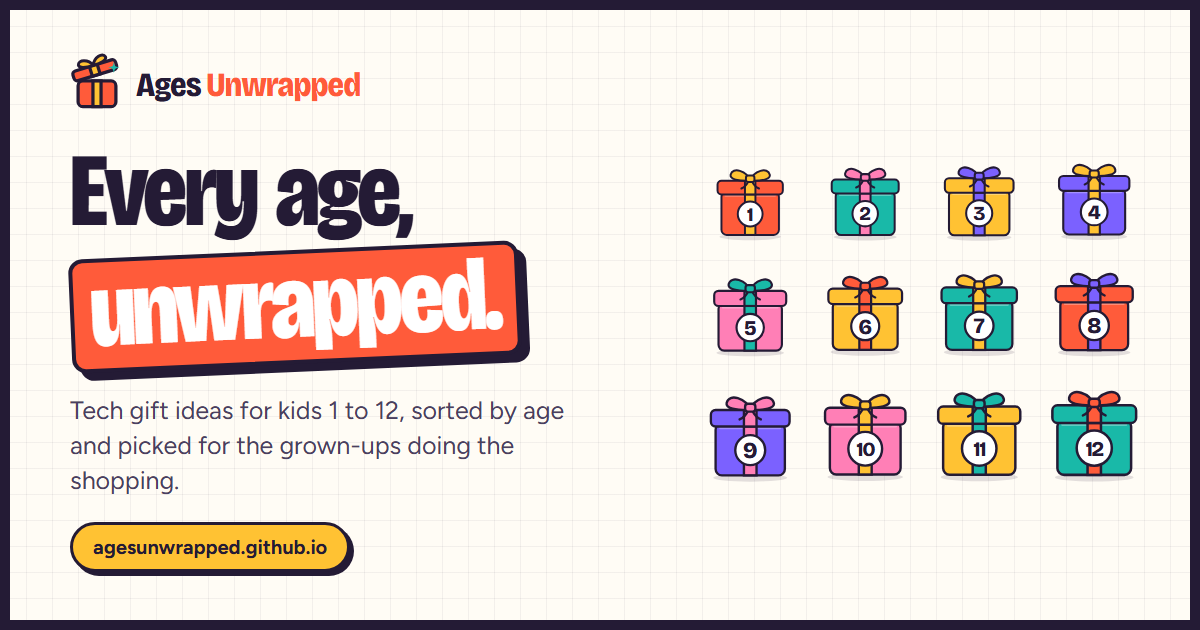 Ages Unwrapped
Every age,
unwrapped.
Tech gift ideas for kids 1 to 12, sorted by age
and picked for the grown-ups doing the
shopping.
agesunwrapped.github.io
1 2 3 4
5 6 7 8
9 10 11 12